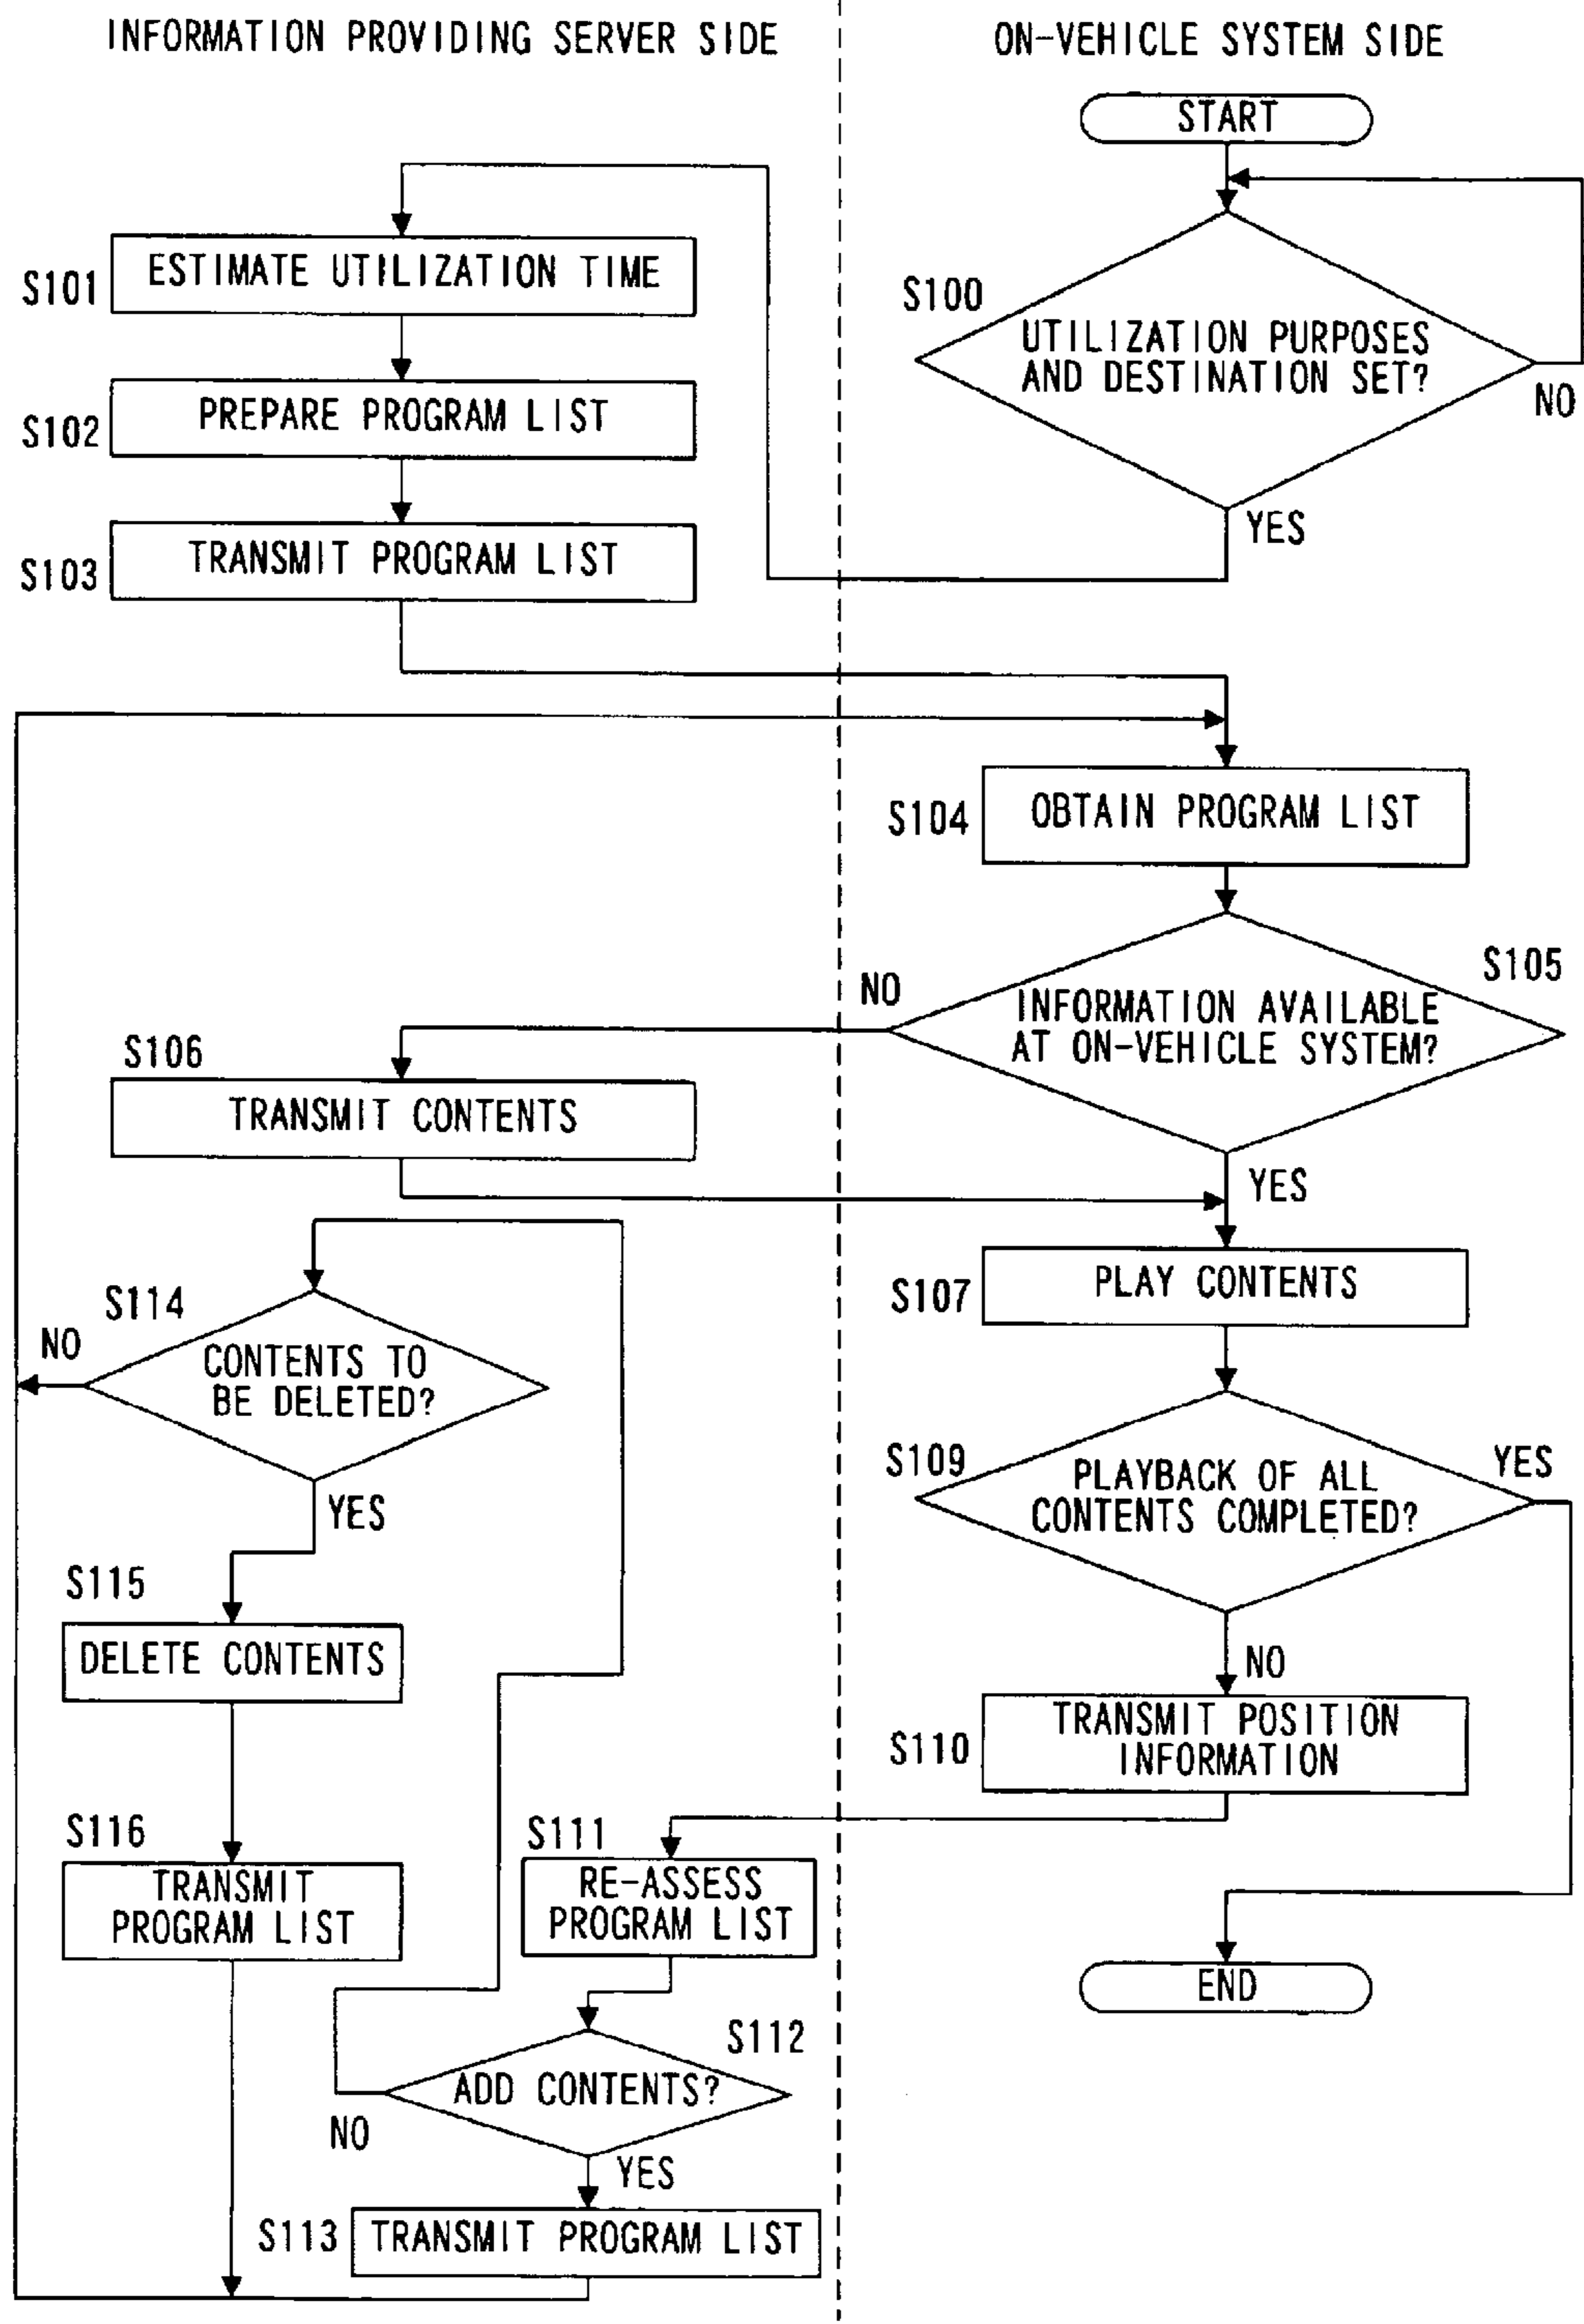 INFORMATION PROVIDING SERVER SIDE
ON-VEHICLE SYSTEM SIDE
START
S100
UTILIZATION PURPOSES
AND DESTINATION SET?
NO
YES
S101
ESTIMATE UTILIZATION TIME
S102
PREPARE PROGRAM LIST
S103
TRANSMIT PROGRAM LIST
S104
OBTAIN PROGRAM LIST
S105
NO
INFORMATION AVAILABLE
AT ON-VEHICLE SYSTEM?
YES
S106
TRANSMIT CONTENTS
S107
PLAY CONTENTS
S109
PLAYBACK OF ALL
CONTENTS COMPLETED?
YES
NO
S110
TRANSMIT POSITION
INFORMATION
S111
RE-ASSESS
PROGRAM LIST
S112
ADD CONTENTS?
NO
YES
S113
TRANSMIT PROGRAM LIST
S114
NO
CONTENTS TO
BE DELETED?
YES
S115
DELETE CONTENTS
S116
TRANSMIT
PROGRAM LIST
END